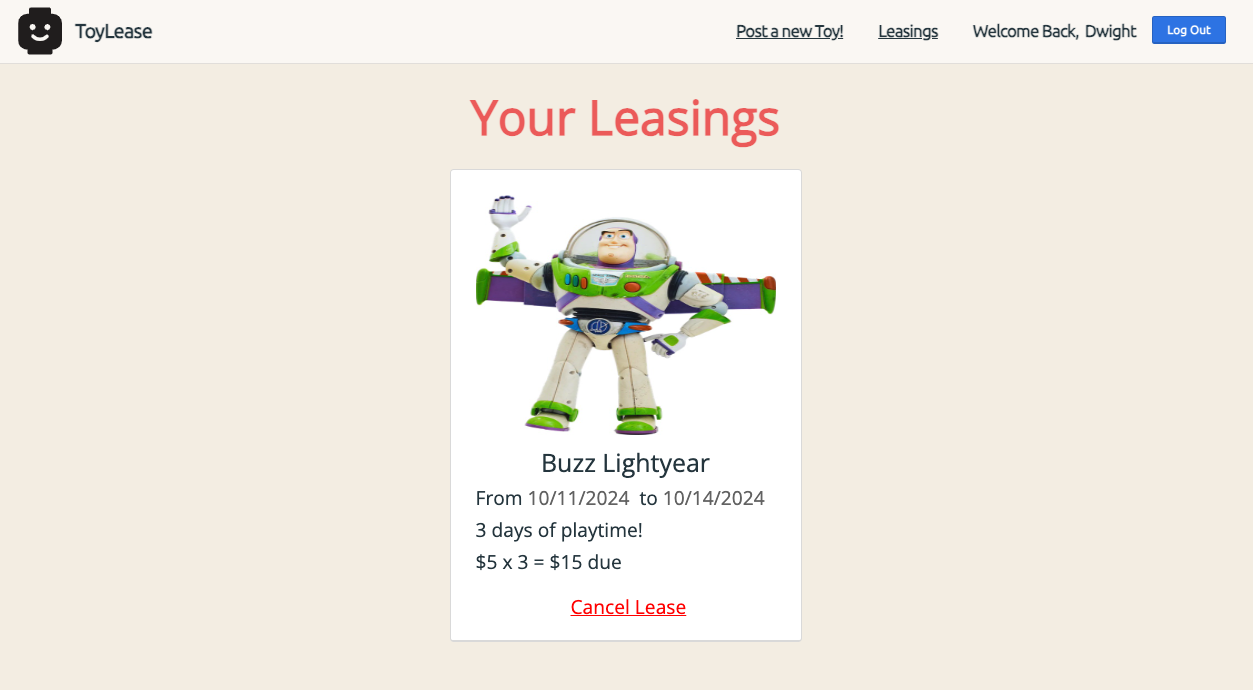 ToyLease
Post a new Toy! Leasings Welcome Back, Dwight Log Out
Your Leasings
Buzz Lightyear
From 10/11/2024 to 10/14/2024
3 days of playtime!
$5 x 3 = $15 due
Cancel Lease